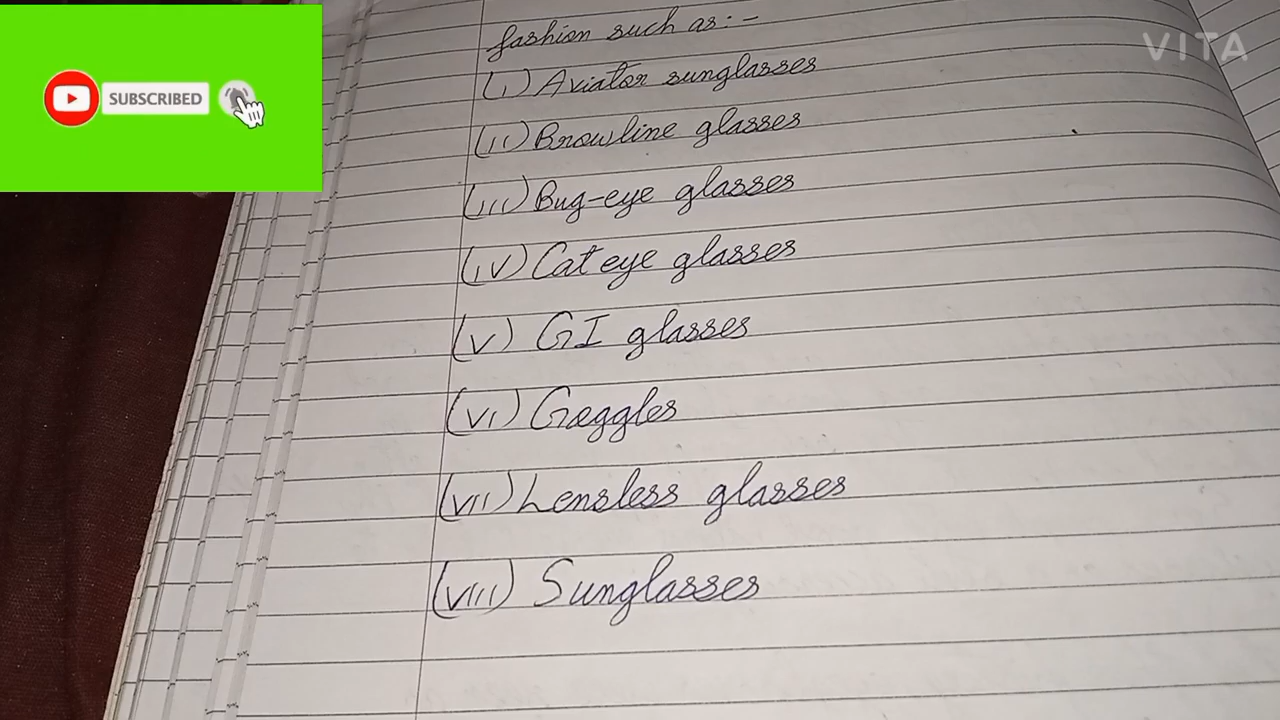 SUBSCRIBED
VITA
fashion such as:-
(i) Aviator sunglasses
(ii) Browline glasses
(iii) Bug-eye glasses
(iv) Cat eye glasses
(v) GI glasses
(vi) Goggles
(vii) Lensless glasses
(viii) Sunglasses